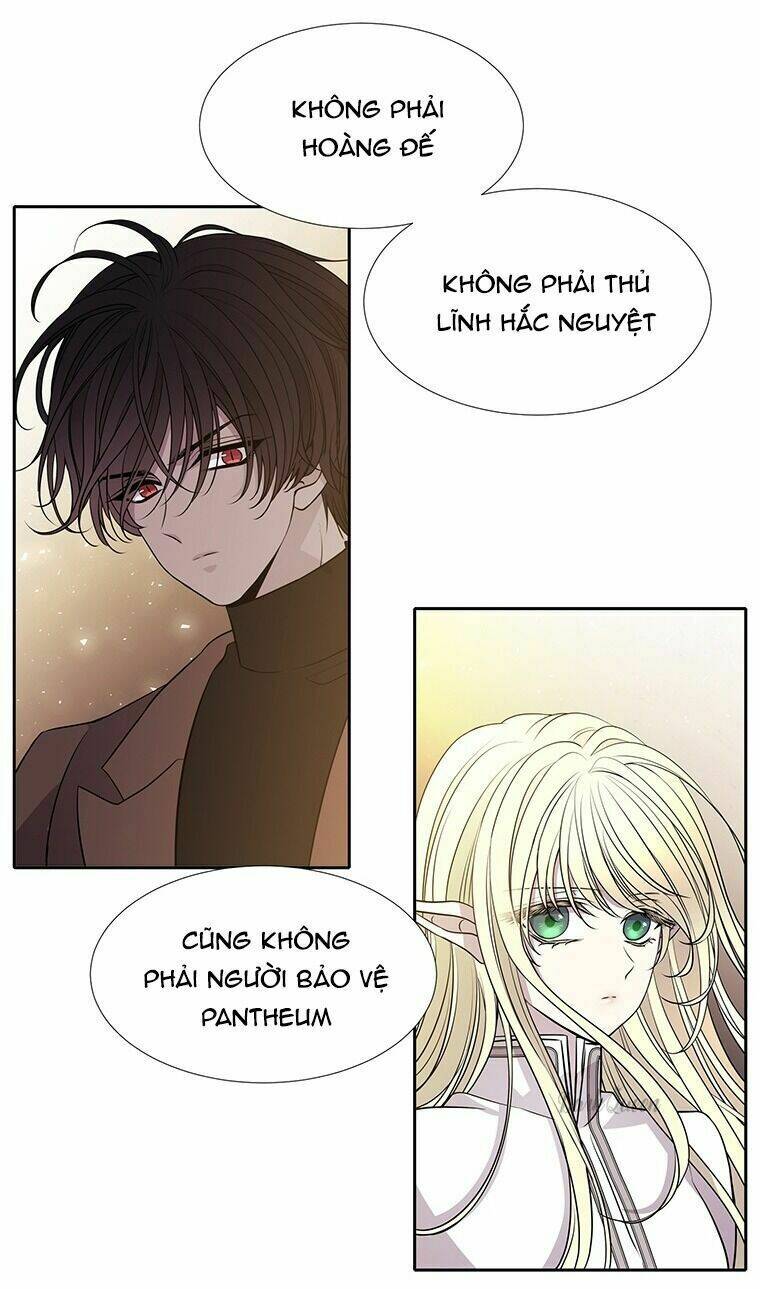 KHÔNG PHẢI
HOÀNG ĐẾ
KHÔNG PHẢI THỦ
LĨNH HẮC NGUYỆT
CŨNG KHÔNG
PHẢI NGƯỜI BẢO VỆ
PANTHEUM